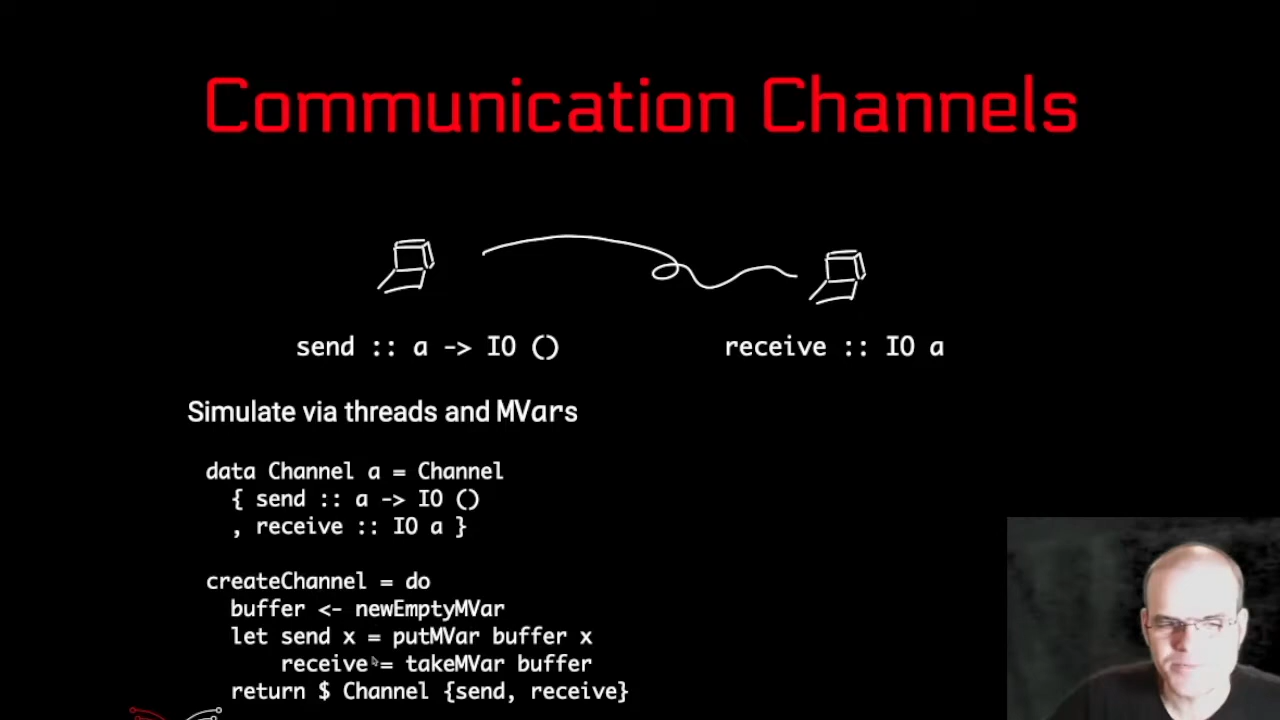 Communication Channels
send :: a -> IO ()
receive :: IO a
Simulate via threads and MVars
data Channel a = Channel
{ send :: a -> IO ()
, receive :: IO a }
createChannel = do
buffer <- newEmptyMVar
let send x = putMVar buffer x
receive = takeMVar buffer
return $ Channel {send, receive}